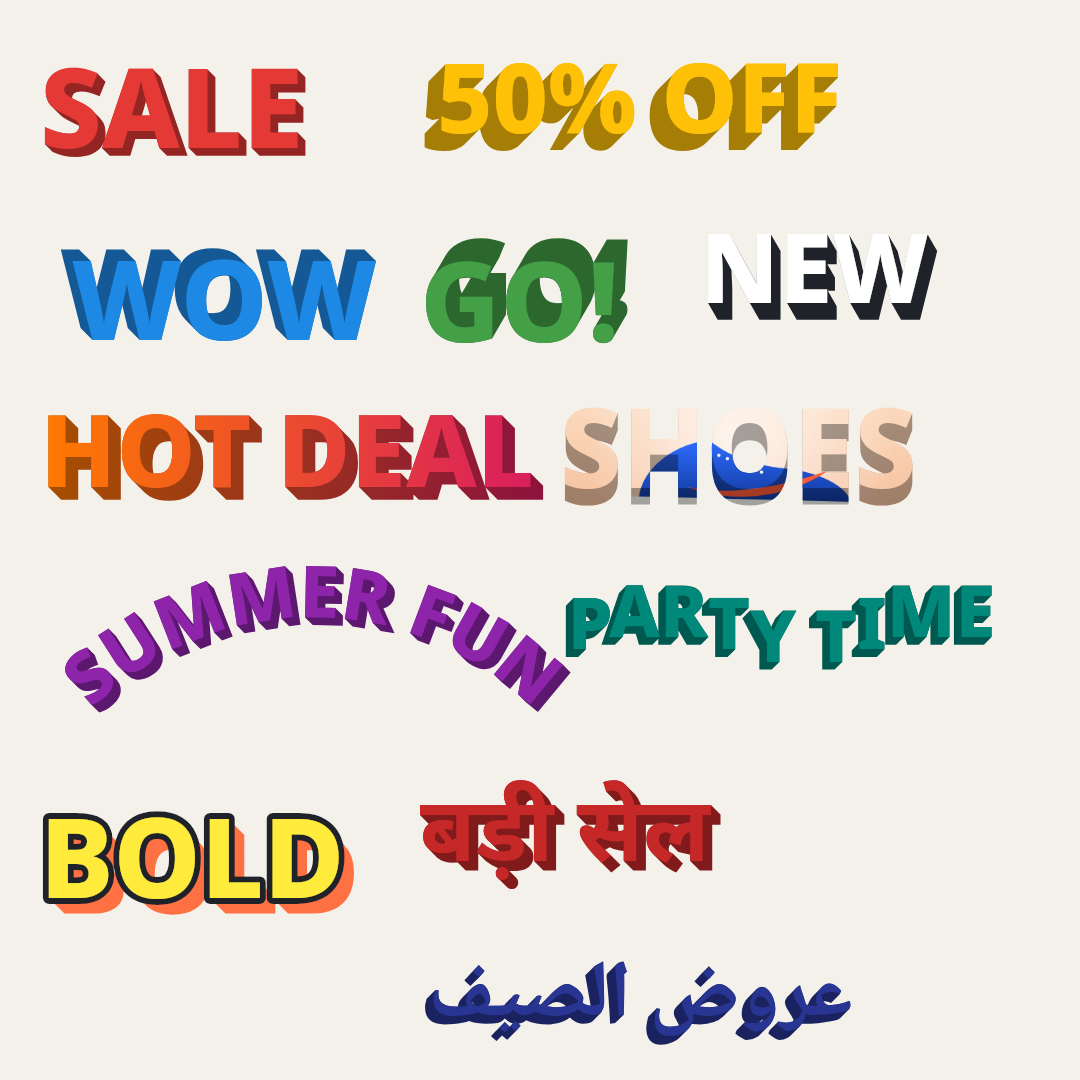 SALE
50% OFF
WOW
GO!
NEW
HOT DEAL
SHOES
SUMMER FUN
PARTY TIME
BOLD
बड़ी सेल
عروض الصيف